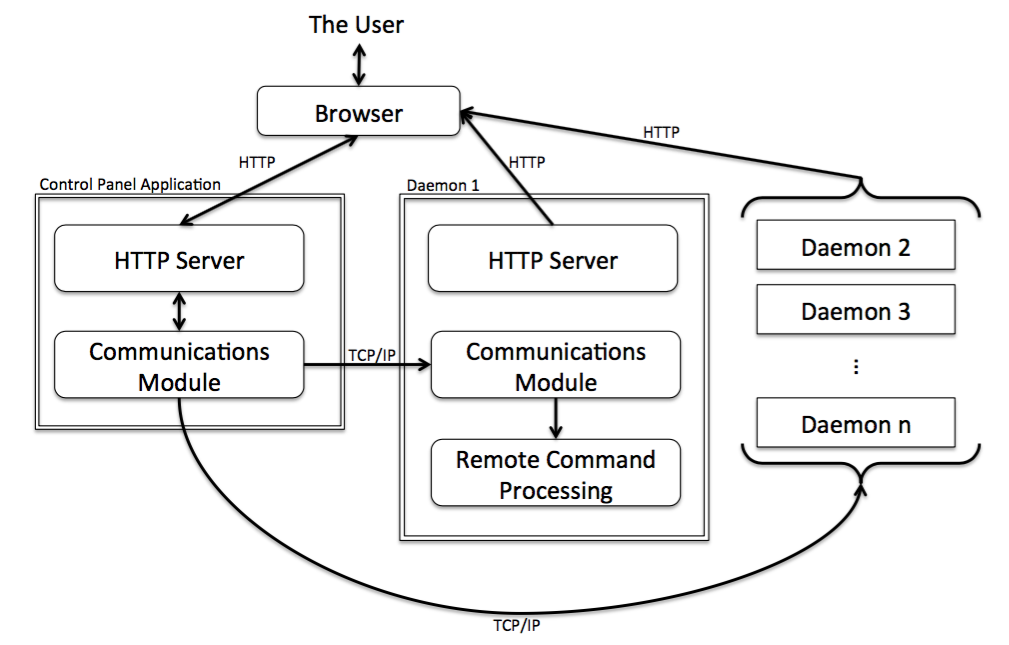 The User
Browser
HTTP
HTTP
HTTP
Control Panel Application
Daemon 1
HTTP Server
HTTP Server
Daemon 2
Daemon 3
...
Communications
Module
TCP/IP
Communications
Module
Daemon n
Remote Command
Processing
TCP/IP